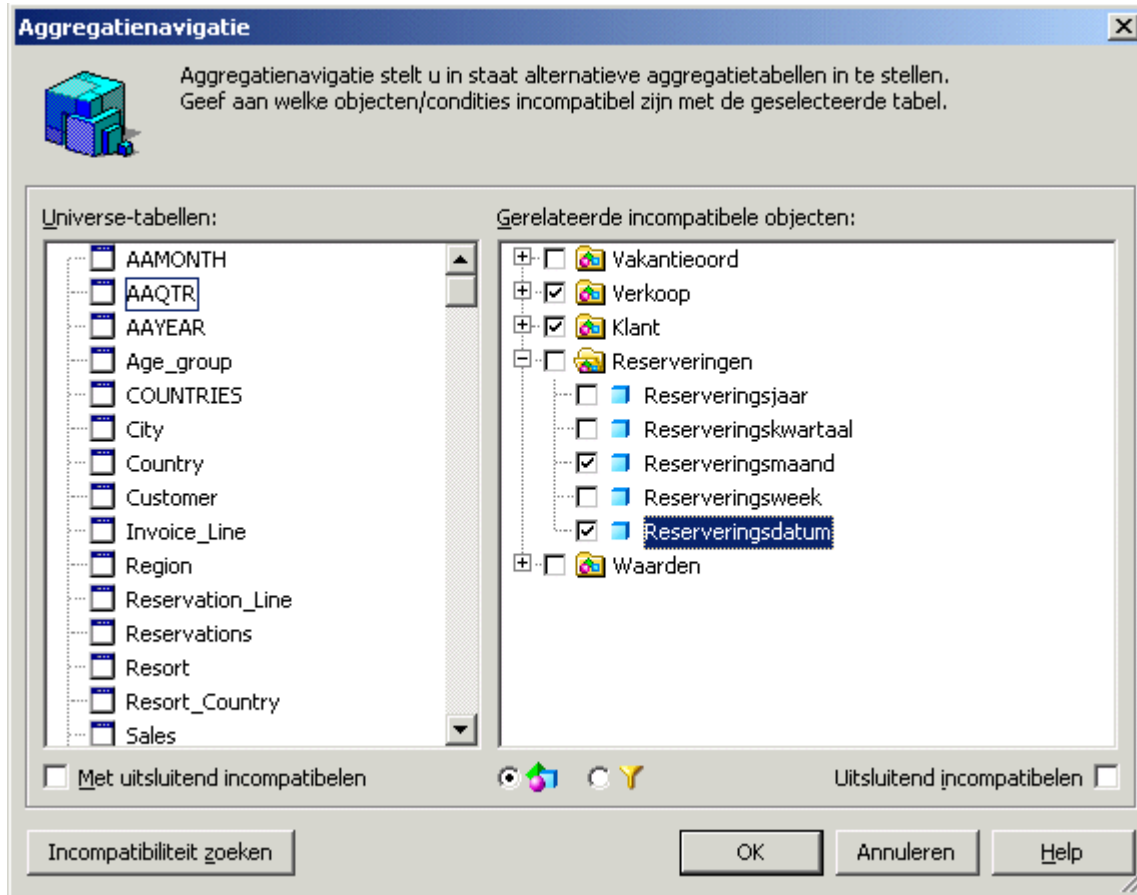 Aggregatienavigatie
Aggregatienavigatie stelt u in staat alternatieve aggregatietabellen in te stellen.
Geef aan welke objecten/condities incompatibel zijn met de geselecteerde tabel.
Universe-tabellen:
AAMONTH
AAQTR
AAYEAR
Age_group
COUNTRIES
City
Country
Customer
Invoice_Line
Region
Reservation_Line
Reservations
Resort
Resort_Country
Sales
Met uitsluitend incompatibelen
Gerelateerde incompatibele objecten:
Vakantieoord
Verkoop
Klant
Reserveringen
Reserveringsjaar
Reserveringskwartaal
Reserveringsmaand
Reserveringsweek
Reserveringsdatum
Waarden
Uitsluitend incompatibelen
Incompatibiliteit zoeken
OK
Annuleren
Help